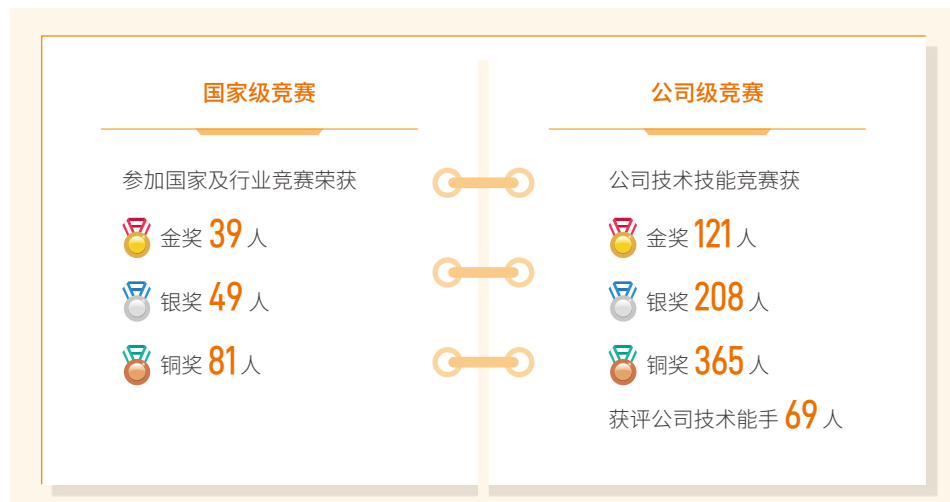 国家级竞赛
参加国家及行业竞赛荣获
金奖 39 人
银奖 49 人
铜奖 81 人
公司级竞赛
公司技术技能竞赛获
金奖 121 人
银奖 208 人
铜奖 365 人
获评公司技术能手 69 人